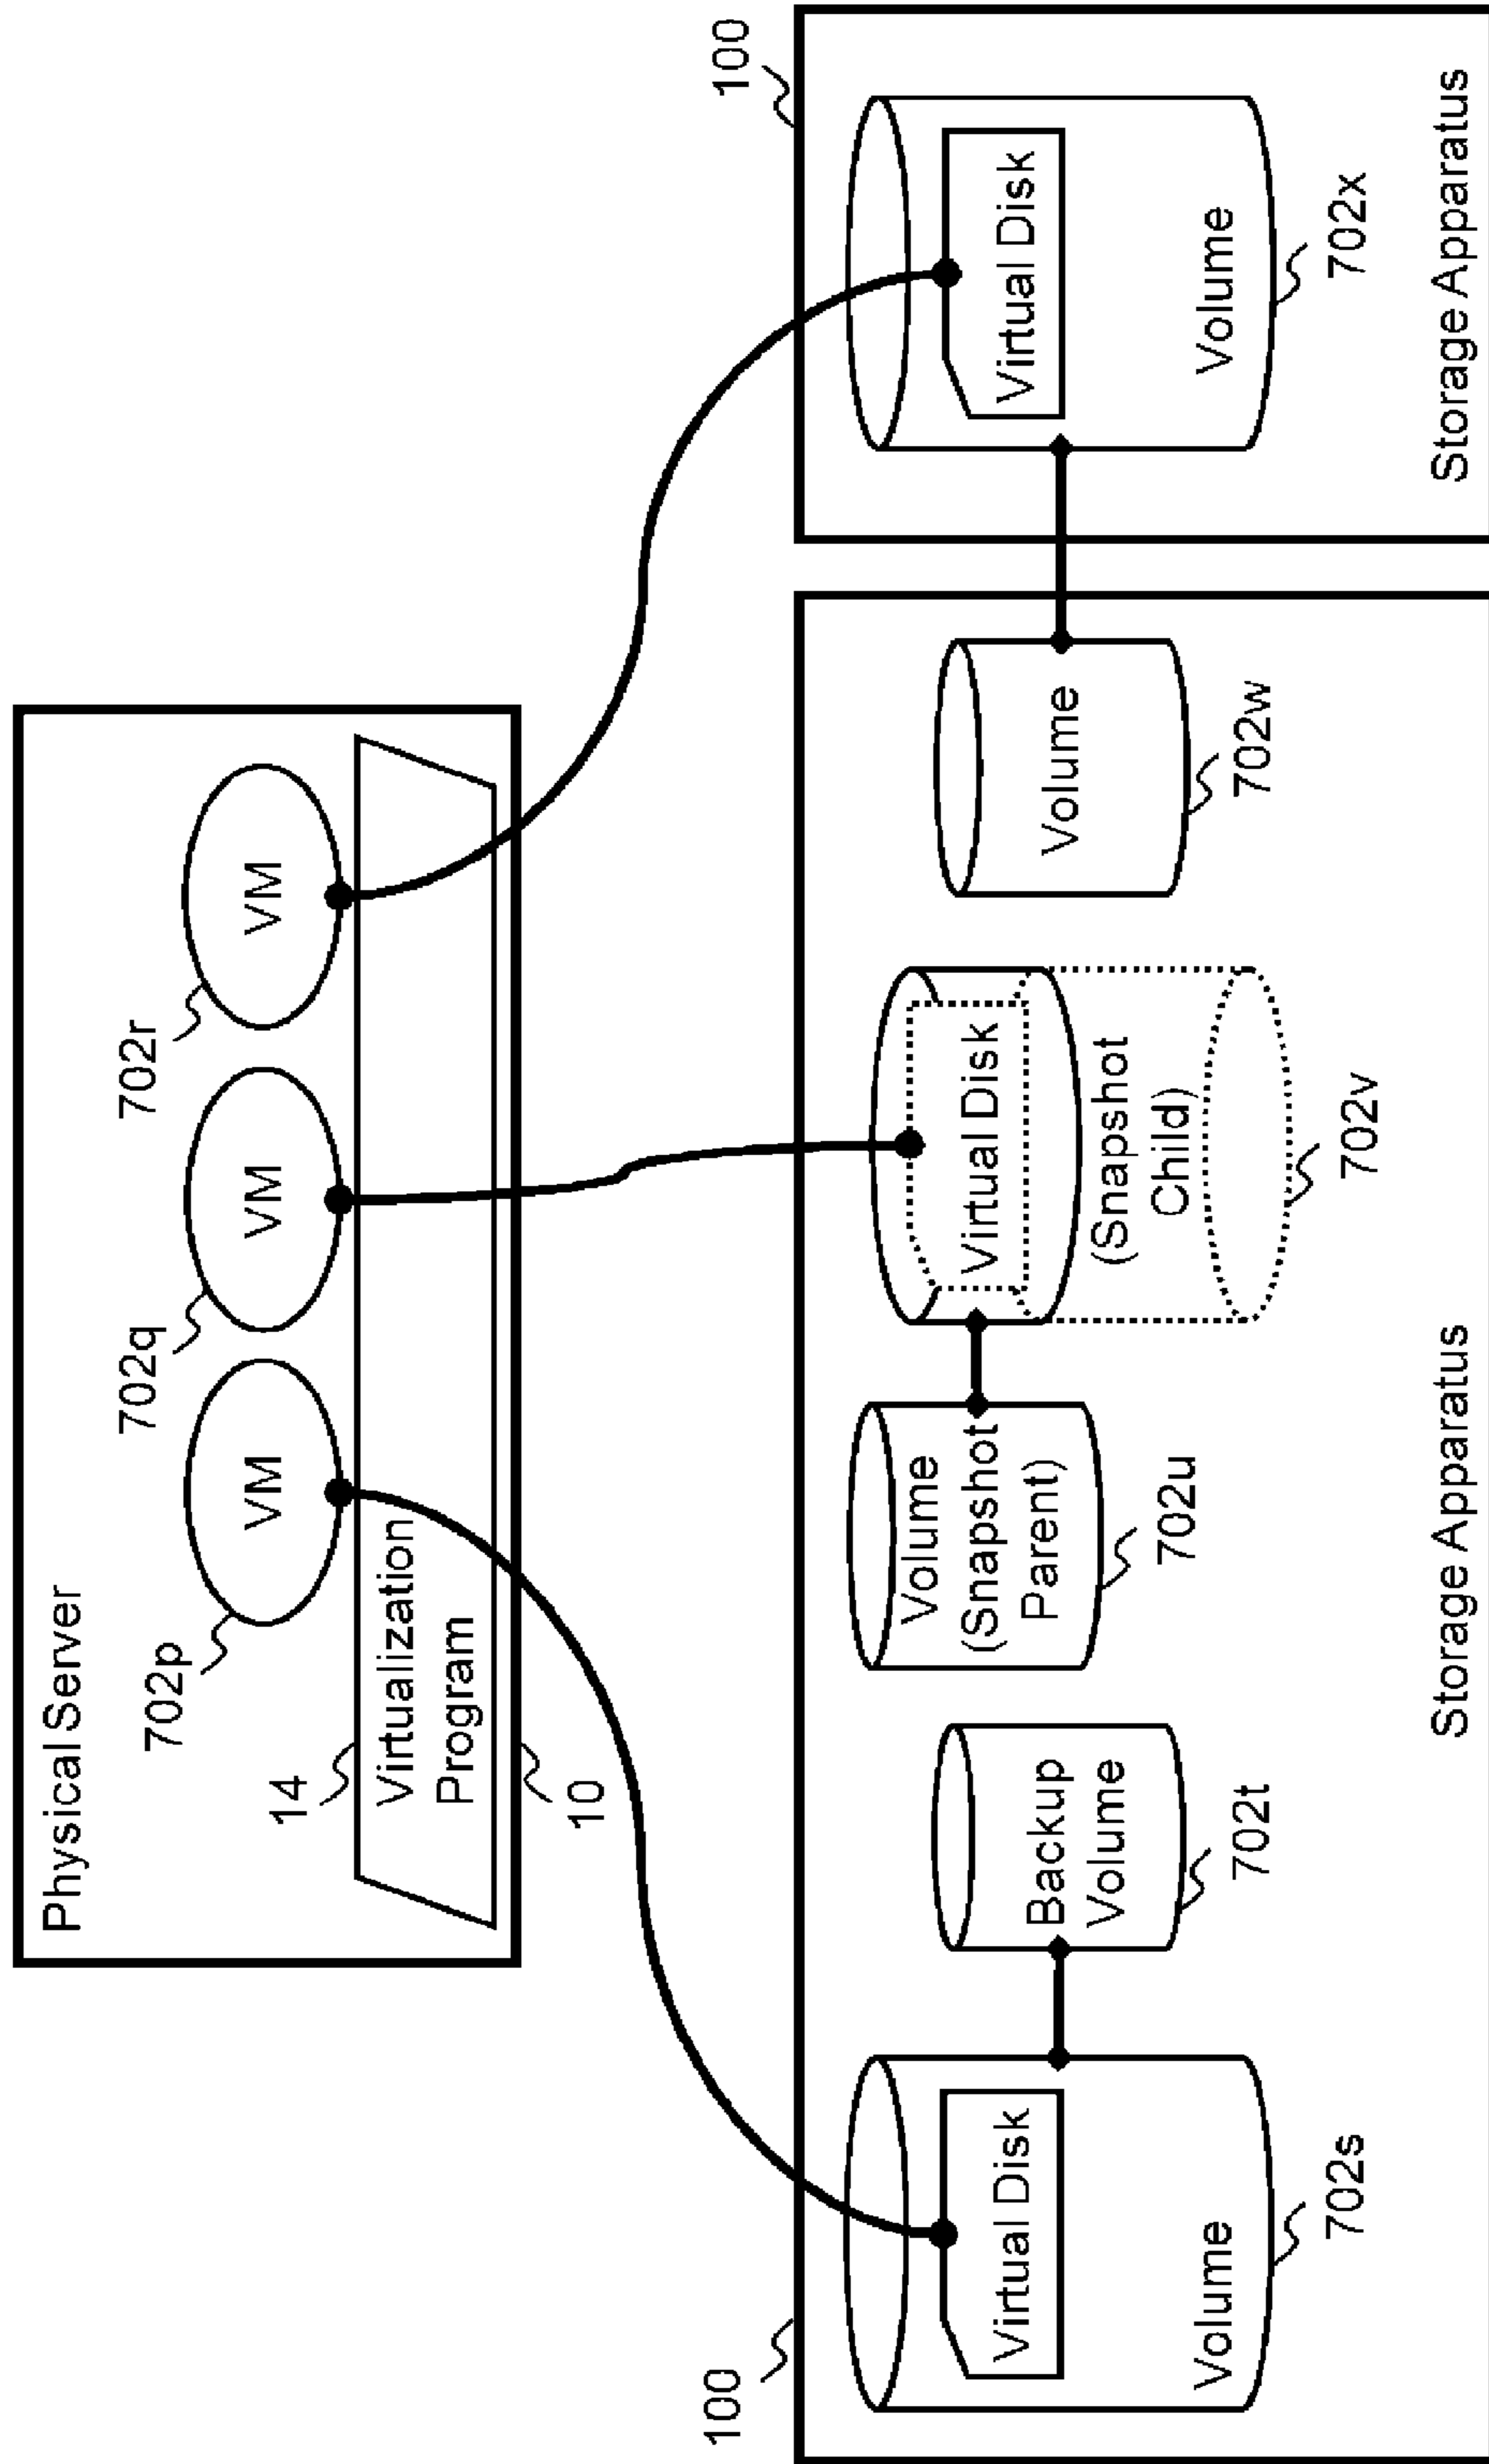 Physical Server
702p
702q
702r
VM
VM
VM
14
Virtualization
Program
10
100
100
Virtual Disk
Volume
702s
Backup
Volume
702t
Volume
(Snapshot
Parent)
702u
Virtual Disk
(Snapshot
Child)
702v
Volume
702w
Storage Apparatus
Virtual Disk
Volume
702x
Storage Apparatus